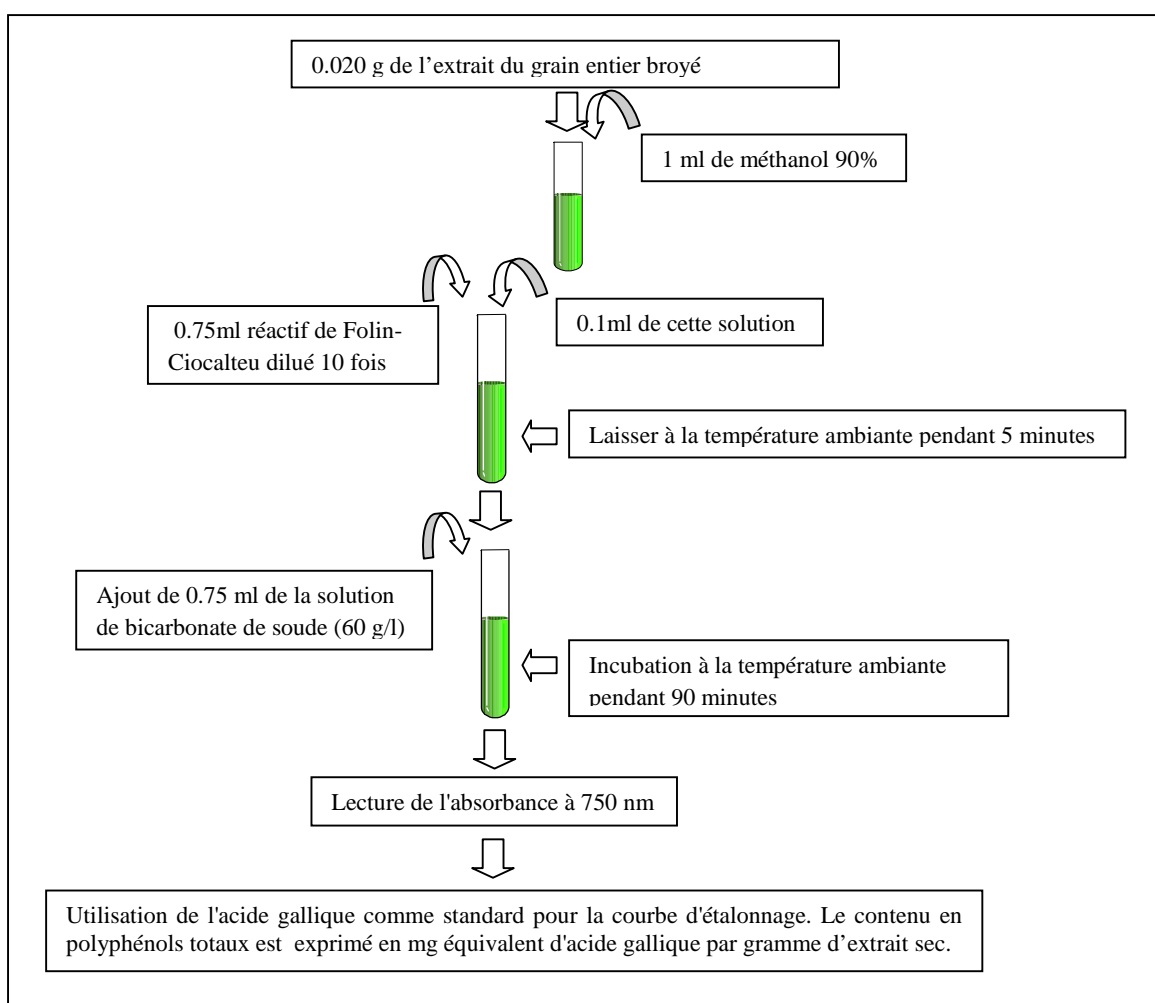 0.020 g de l’extrait du grain entier broyé
1 ml de méthanol 90%
0.75ml réactif de Folin-
Ciocalteu dilué 10 fois
0.1ml de cette solution
Laisser à la température ambiante pendant 5 minutes
Ajout de 0.75 ml de la solution
de bicarbonate de soude (60 g/l)
Incubation à la température ambiante
pendant 90 minutes
Lecture de l'absorbance à 750 nm
Utilisation de l'acide gallique comme standard pour la courbe d'étalonnage. Le contenu en
polyphénols totaux est exprimé en mg équivalent d'acide gallique par gramme d’extrait sec.